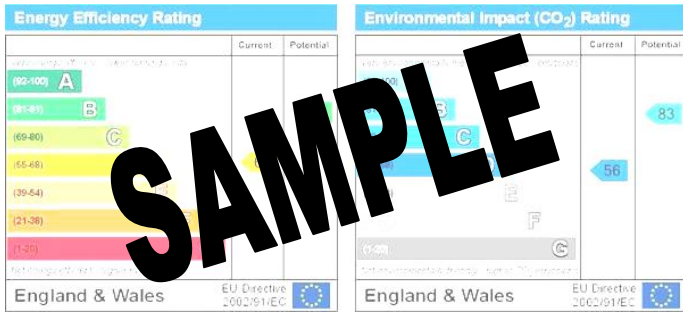 Energy Efficiency Rating
Current Potential
(92-100) A
(81-91) B
(69-80) C
(55-68)
(39-54)
(21-38)
(1-20)
England & Wales
EU Directive
2002/91/EC
Environmental Impact (CO2) Rating
Current Potential
B
83
C
56
E
F
(1-20) G
England & Wales
EU Directive
2002/91/EC
SAMPLE